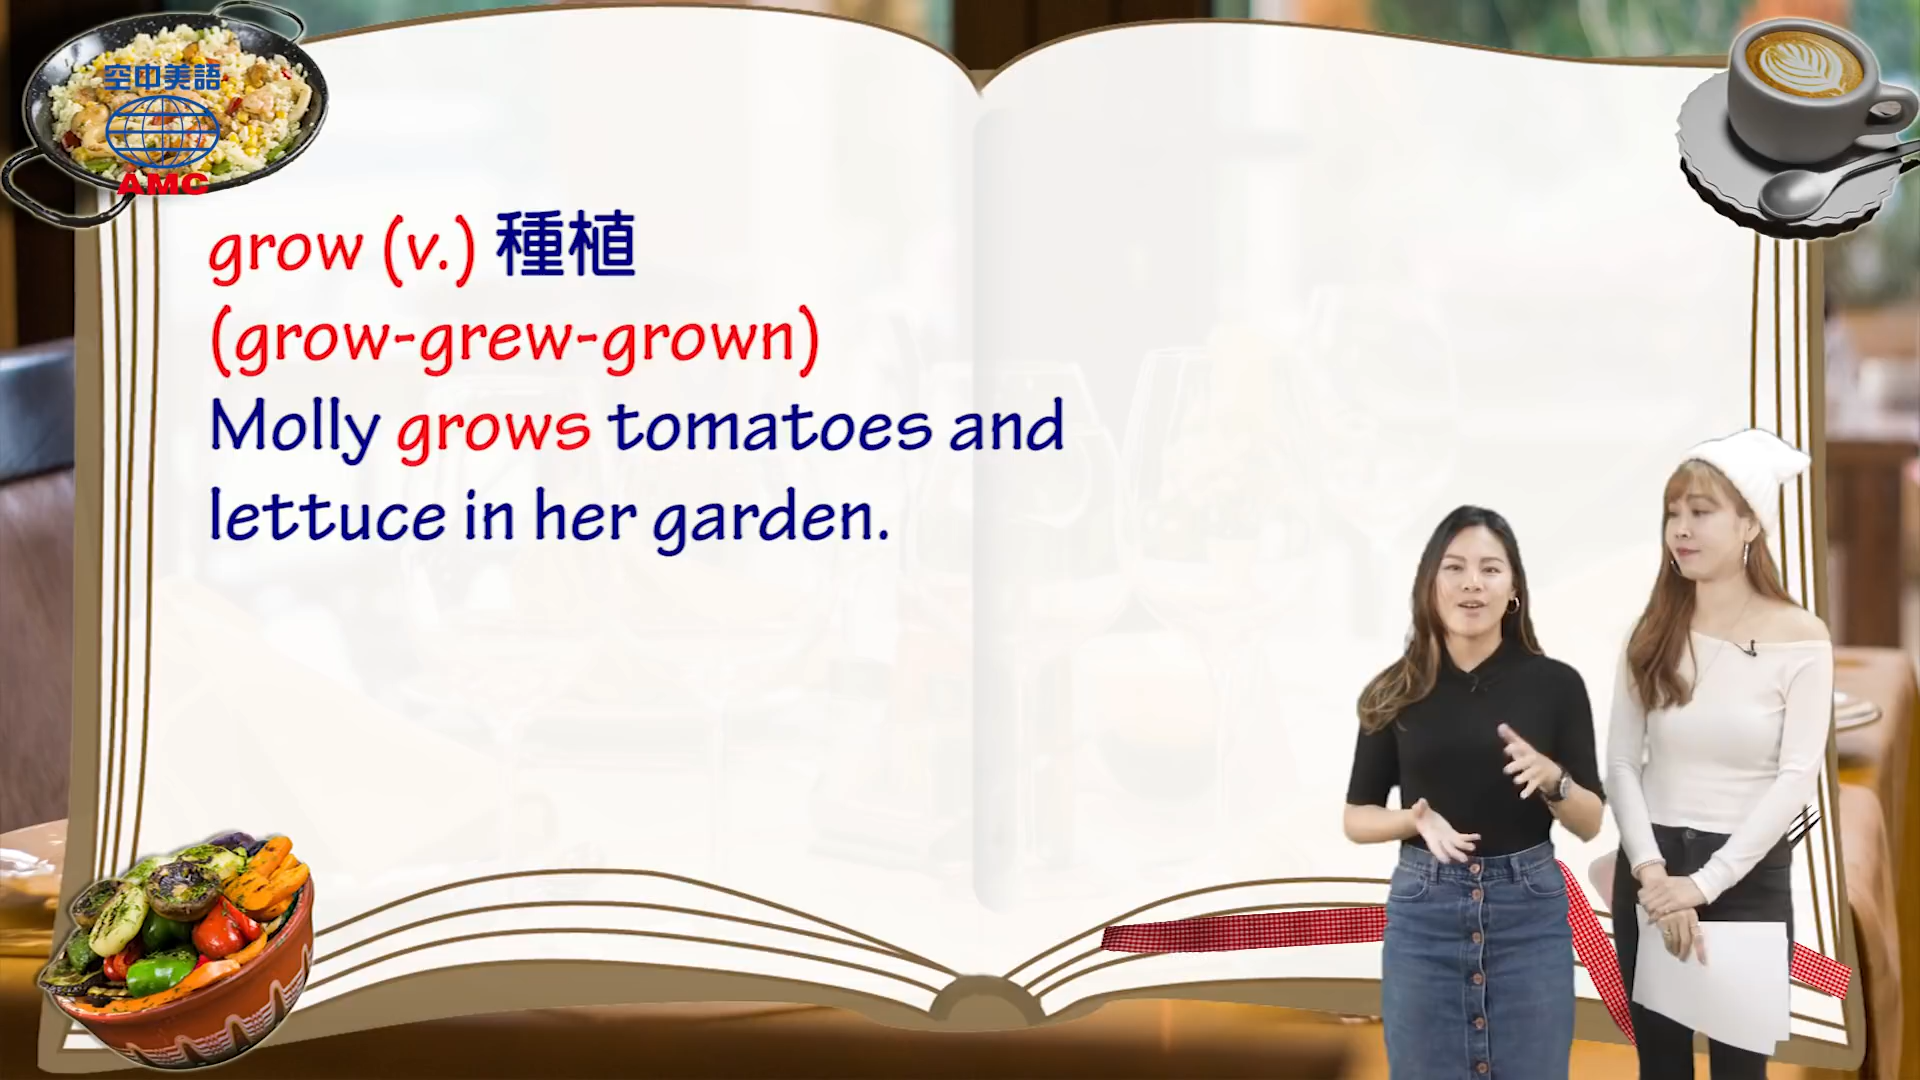 空中美語
AMC
grow (v.) 種植
(grow-grew-grown)
Molly grows tomatoes and
lettuce in her garden.